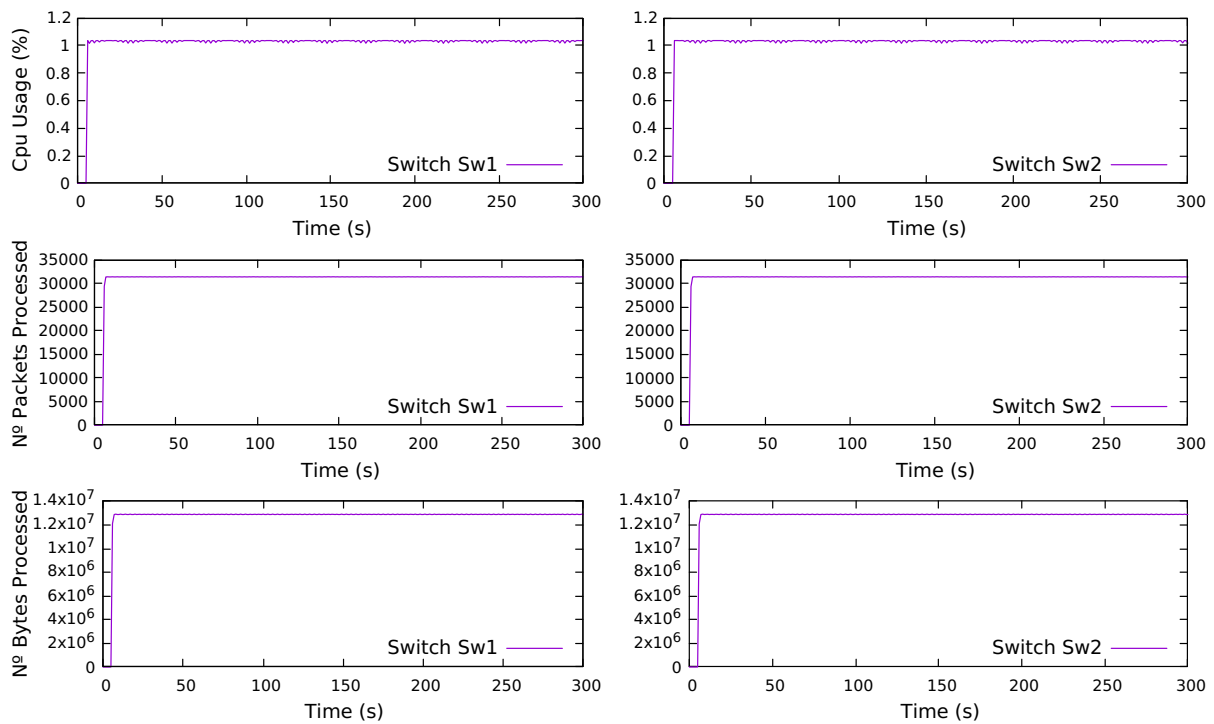 Cpu Usage (%)
1.2
1
0.8
0.6
0.4
0.2
0
Switch Sw1
0 50 100 150 200 250 300
Time (s)
1.2
1
0.8
0.6
0.4
0.2
0
Switch Sw2
0 50 100 150 200 250 300
Time (s)
Nº Packets Processed
35000
30000
25000
20000
15000
10000
5000
0
Switch Sw1
0 50 100 150 200 250 300
Time (s)
35000
30000
25000
20000
15000
10000
5000
0
Switch Sw2
0 50 100 150 200 250 300
Time (s)
Nº Bytes Processed
1.4x10⁷
1.2x10⁷
1x10⁷
8x10⁶
6x10⁶
4x10⁶
2x10⁶
0
Switch Sw1
0 50 100 150 200 250 300
Time (s)
1.4x10⁷
1.2x10⁷
1x10⁷
8x10⁶
6x10⁶
4x10⁶
2x10⁶
0
Switch Sw2
0 50 100 150 200 250 300
Time (s)